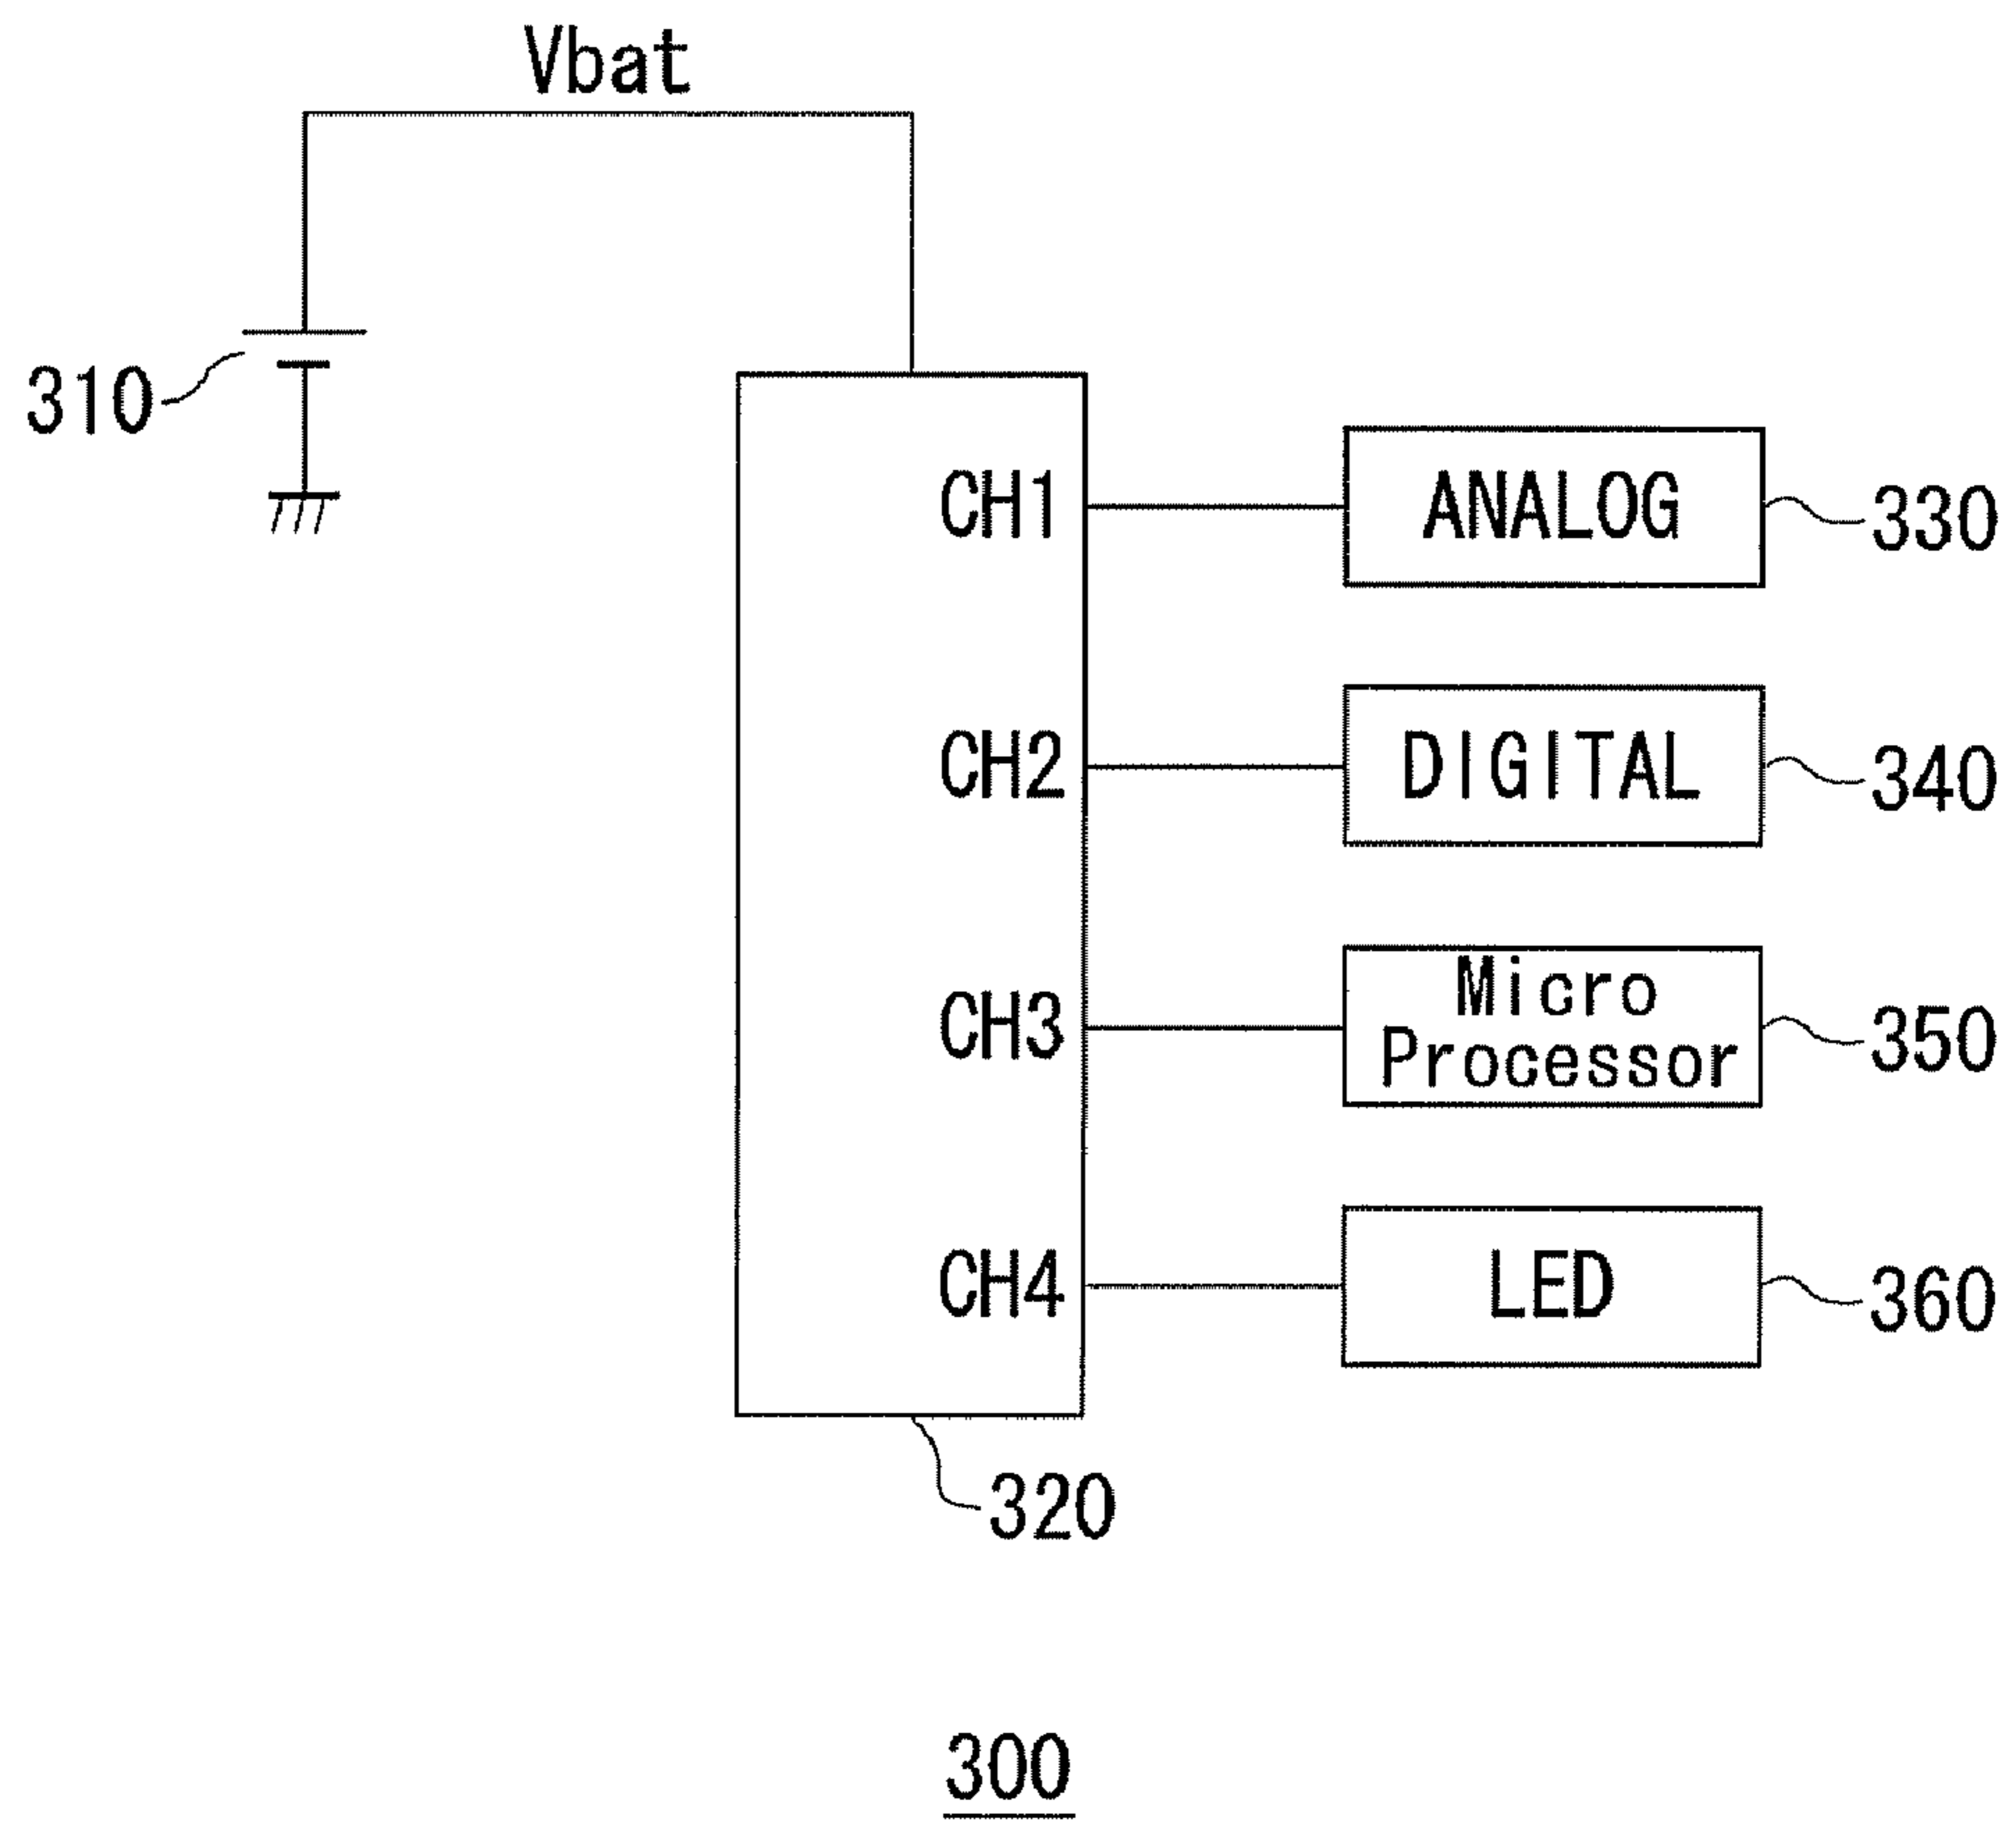 Vbat
310
CH1
ANALOG
330
CH2
DIGITAL
340
CH3
Micro
Processor
350
CH4
LED
360
320
300